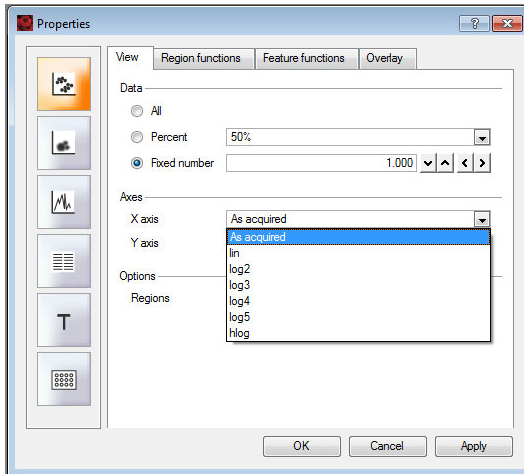 Properties
View Region functions Feature functions Overlay
Data
All
Percent 50%
Fixed number 1.000
Axes
X axis As acquired
Y axis As acquired
lin
log2
Options log3
Regions log4
log5
hlog
T
OK Cancel Apply